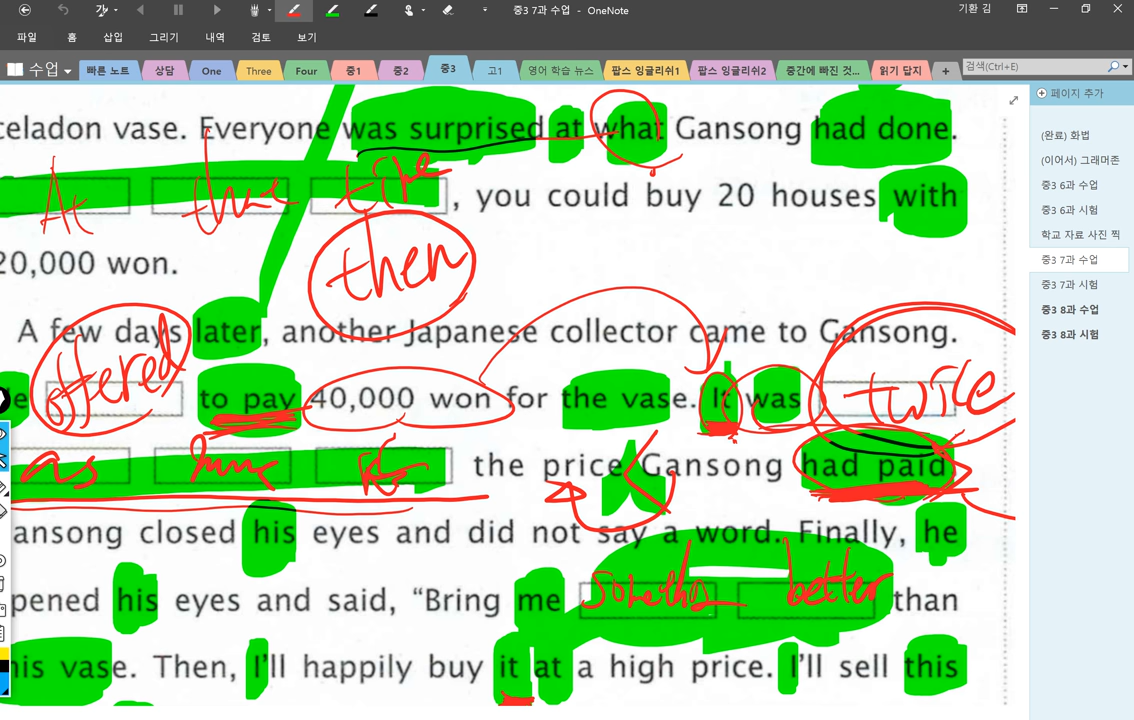 중3 7과 수업 - OneNote
기환 김
파일 홈 삽입 그리기 내역 검토 보기
수업 빠른 노트 상담 One Three Four 중1 중2 중3 고1 영어 학습 뉴스 팝스 잉글리쉬1 팝스 잉글리쉬2 중간에 빠진 것... 읽기 답지 + 검색(Ctrl+E)
페이지 추가
(완료) 화법
(이어서) 그래머존
중3 6과 수업
중3 6과 시험
학교 자료 사진 찍
중3 7과 수업
중3 7과 시험
중3 8과 수업
중3 8과 시험
celadon vase. Everyone was surprised at what Gansong had done.
At that time, you could buy 20 houses with
then
20,000 won.
A few days later, another Japanese collector came to Gansong.
offered to pay 40,000 won for the vase. It was twice
as the price Gansong had paid
ansong closed his eyes and did not say a word. Finally, he
pened his eyes and said, “Bring me better than
his vase. Then, I’ll happily buy it at a high price. I’ll sell this